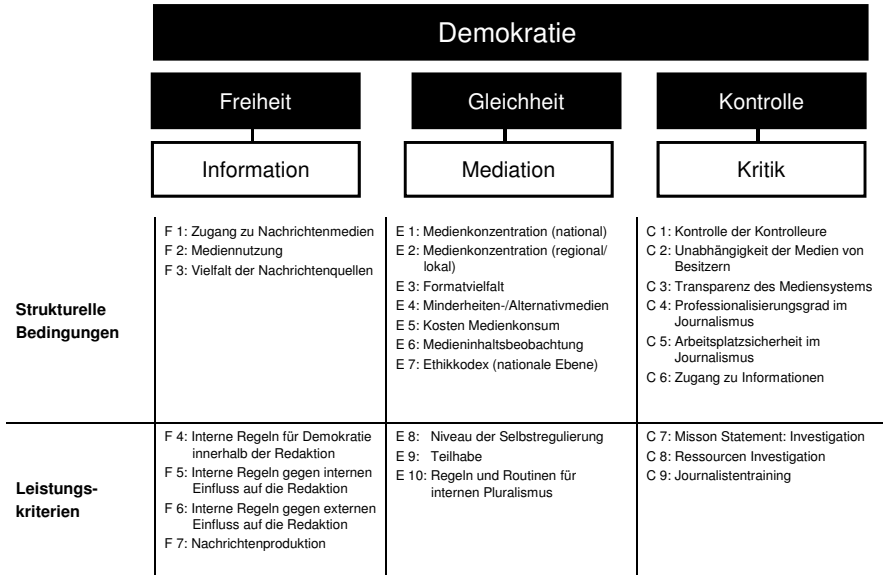 Demokratie
Freiheit
Gleichheit
Kontrolle
Information
Mediation
Kritik
Strukturelle
Bedingungen
F 1: Zugang zu Nachrichtenmedien
F 2: Mediennutzung
F 3: Vielfalt der Nachrichtenquellen
E 1: Medienkonzentration (national)
E 2: Medienkonzentration (regional/
lokal)
E 3: Formatvielfalt
E 4: Minderheiten-/Alternativmedien
E 5: Kosten Medienkonsum
E 6: Medieninhaltsbeobachtung
E 7: Ethikkodex (nationale Ebene)
C 1: Kontrolle der Kontrolleure
C 2: Unabhängigkeit der Medien von
Besitzern
C 3: Transparenz des Mediensystems
C 4: Professionalisierungsgrad im
Journalismus
C 5: Arbeitsplatzsicherheit im
Journalismus
C 6: Zugang zu Informationen
Leistungs-
kriterien
F 4: Interne Regeln für Demokratie
innerhalb der Redaktion
F 5: Interne Regeln gegen internen
Einfluss auf die Redaktion
F 6: Interne Regeln gegen externen
Einfluss auf die Redaktion
F 7: Nachrichtenproduktion
E 8: Niveau der Selbstregulierung
E 9: Teilhabe
E 10: Regeln und Routinen für
internen Pluralismus
C 7: Misson Statement: Investigation
C 8: Ressourcen Investigation
C 9: Journalistentraining